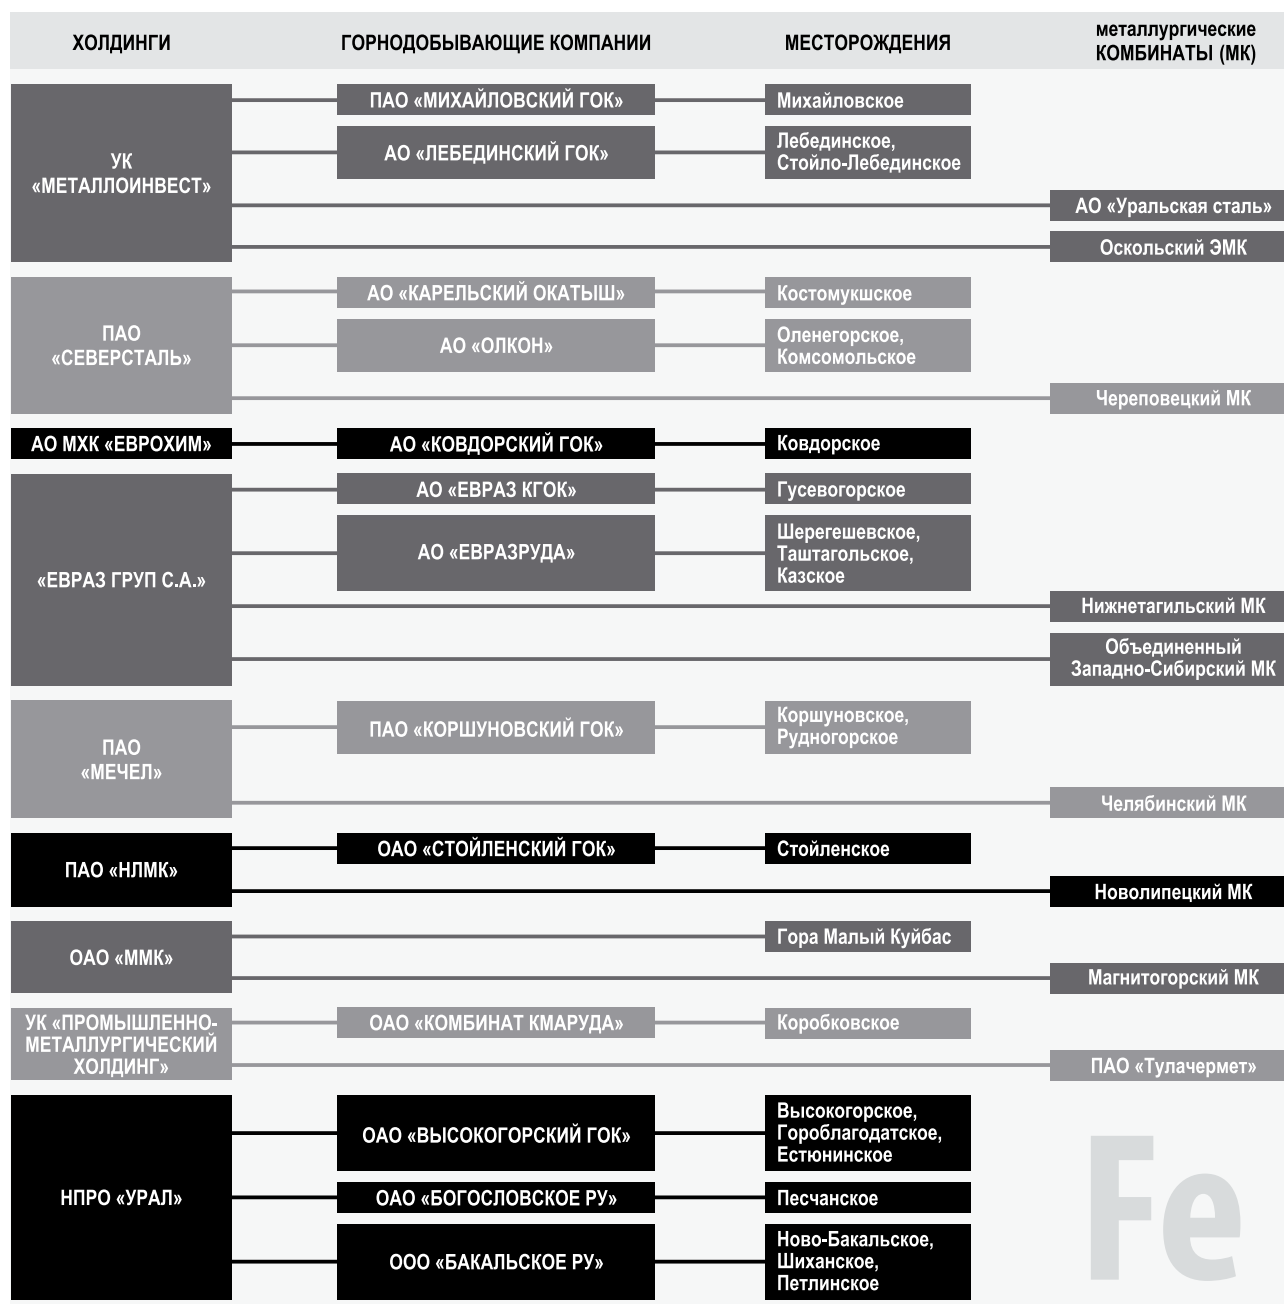 ХОЛДИНГИ
ГОРНОДОБЫВАЮЩИЕ КОМПАНИИ
МЕСТОРОЖДЕНИЯ
металлургические
КОМБИНАТЫ (МК)
УК
«МЕТАЛЛОИНВЕСТ»
ПАО «МИХАЙЛОВСКИЙ ГОК»
Михайловское
АО «ЛЕБЕДИНСКИЙ ГОК»
Лебединское,
Стойло-Лебединское
АО «Уральская сталь»
Оскольский ЭМК
ПАО
«СЕВЕРСТАЛЬ»
АО «КАРЕЛЬСКИЙ ОКАТЫШ»
Костомукшское
АО «ОЛКОН»
Оленегорское,
Комсомольское
Череповецкий МК
АО МХК «ЕВРОХИМ»
АО «КОВДОРСКИЙ ГОК»
Ковдорское
«ЕВРАЗ ГРУП С.А.»
АО «ЕВРАЗ КГОК»
Гусевогорское
АО «ЕВРАЗРУДА»
Шерегешевское,
Таштагольское,
Казское
Нижнетагильский МК
Объединенный
Западно-Сибирский МК
ПАО
«МЕЧЕЛ»
ПАО «КОРШУНОВСКИЙ ГОК»
Коршуновское,
Рудногорское
Челябинский МК
ПАО «НЛМК»
ОАО «СТОЙЛЕНСКИЙ ГОК»
Стойленское
Новолипецкий МК
ОАО «ММК»
Гора Малый Куйбас
Магнитогорский МК
УК «ПРОМЫШЛЕННО-
МЕТАЛЛУРГИЧЕСКИЙ
ХОЛДИНГ»
ОАО «КОМБИНАТ КМАРУДА»
Коробковское
ПАО «Тулачермет»
НПРО «УРАЛ»
ОАО «ВЫСОКОГОРСКИЙ ГОК»
Высокогорское,
Гороблагодатское,
Естюнинское
ОАО «БОГОСЛОВСКОЕ РУ»
Песчанское
ООО «БАКАЛЬСКОЕ РУ»
Ново-Бакальское,
Шиханское,
Петлинское
Fe